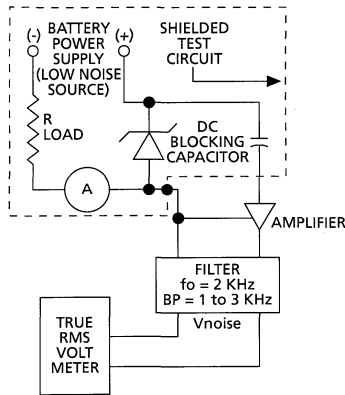 (-)
BATTERY
POWER
SUPPLY
(LOW NOISE
SOURCE)
(+)
SHIELDED
TEST
CIRCUIT
R
LOAD
DC
BLOCKING
CAPACITOR
A
AMPLIFIER
FILTER
fo = 2 KHz
BP = 1 to 3 KHz
Vnoise
TRUE
RMS
VOLT
METER